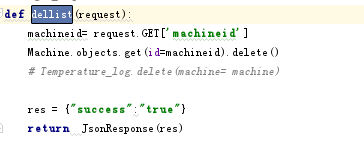 def dellist(request):
machineid= request.GET['machineid']
Machine.objects.get(id=machineid).delete()
# Temperature_log.delete(machine= machine)
res = {"success":"true"}
return JsonResponse(res)